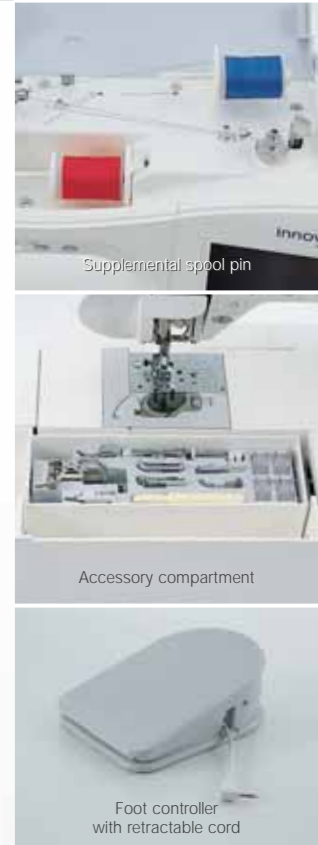 innov
Supplemental spool pin
Accessory compartment
Foot controller
with retractable cord